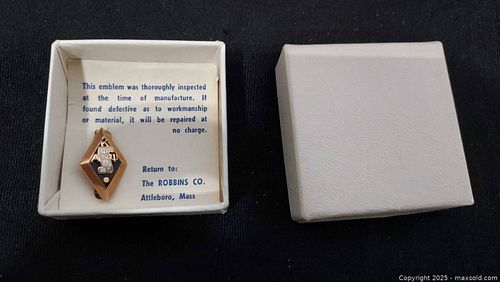 This emblem was thoroughly inspected
at the time of manufacture. If
found defective as to workmanship
or material, it will be repaired at
no charge.
Return to:
The ROBBINS CO.
Attleboro, Mass
Copyright © 2025 - maxsold.com